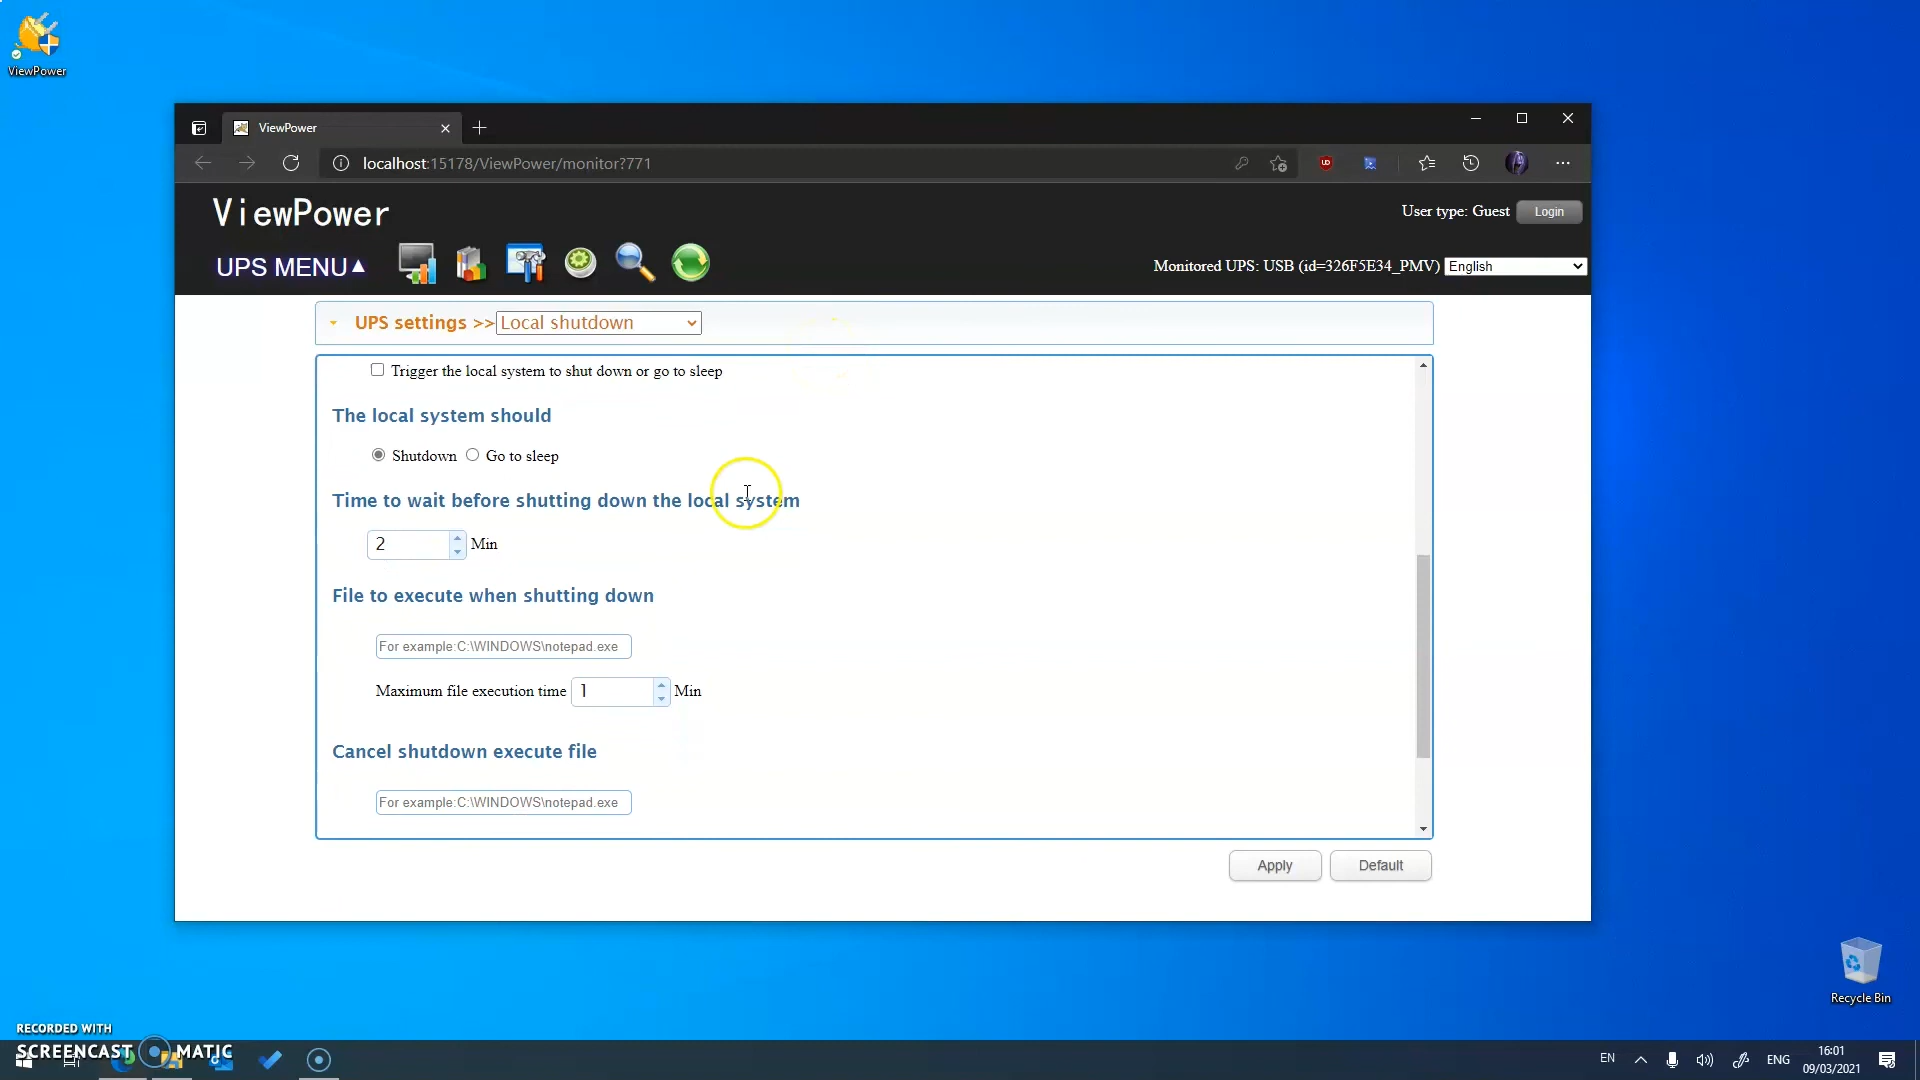 ViewPower
ViewPower
localhost:15178/ViewPower/monitor?771
ViewPower
User type: Guest
Login
UPS MENU▲
Monitored UPS: USB (id=326F5E34_PMV)
English
UPS settings >>
Local shutdown
Trigger the local system to shut down or go to sleep
The local system should
Shutdown
Go to sleep
Time to wait before shutting down the local system
2
Min
File to execute when shutting down
For example:C:\WINDOWS\notepad.exe
Maximum file execution time
1
Min
Cancel shutdown execute file
For example:C:\WINDOWS\notepad.exe
Apply
Default
Recycle Bin
RECORDED WITH
SCREENCAST MATIC
EN
ENG
16:01
09/03/2021